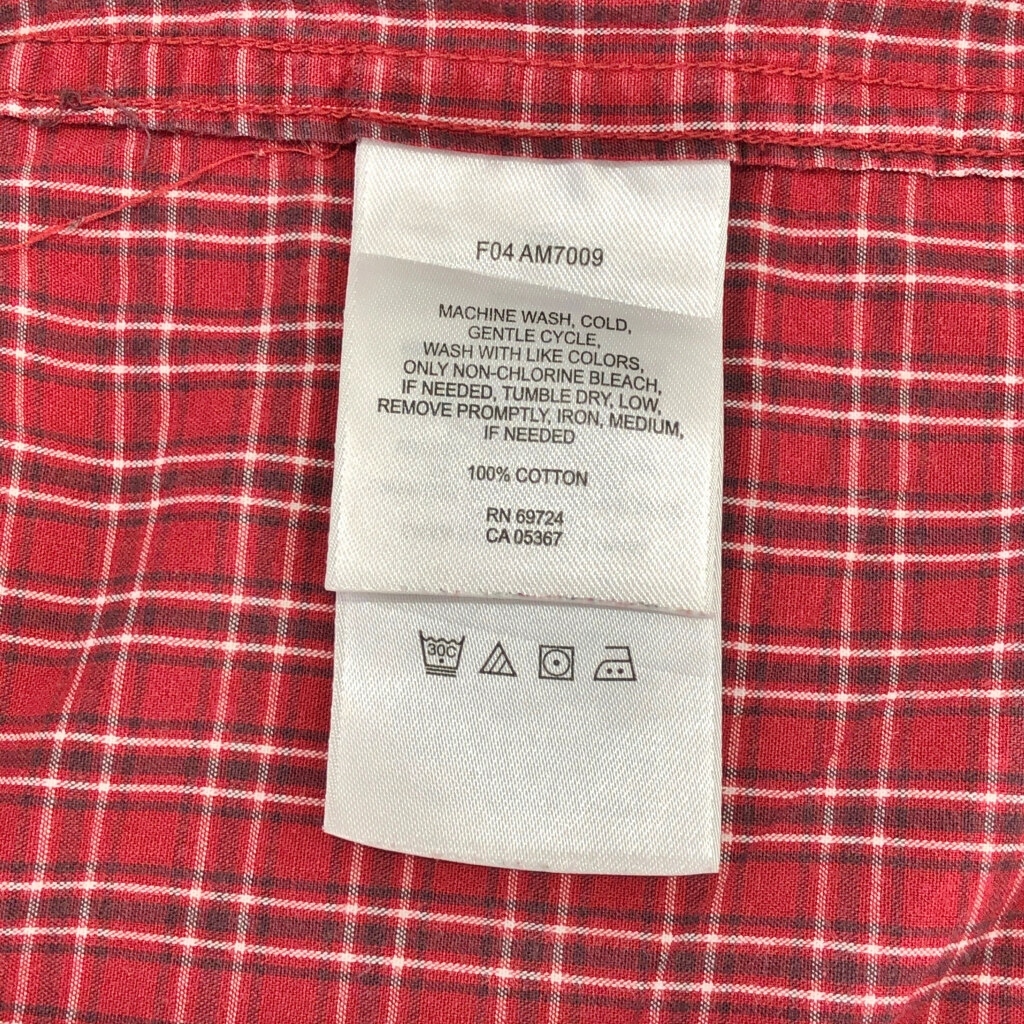 F04 AM7009
MACHINE WASH, COLD,
GENTLE CYCLE,
WASH WITH LIKE COLORS,
ONLY NON-CHLORINE BLEACH,
IF NEEDED, TUMBLE DRY, LOW,
REMOVE PROMPTLY, IRON, MEDIUM,
IF NEEDED
100% COTTON
RN 69724
CA 05367
30C